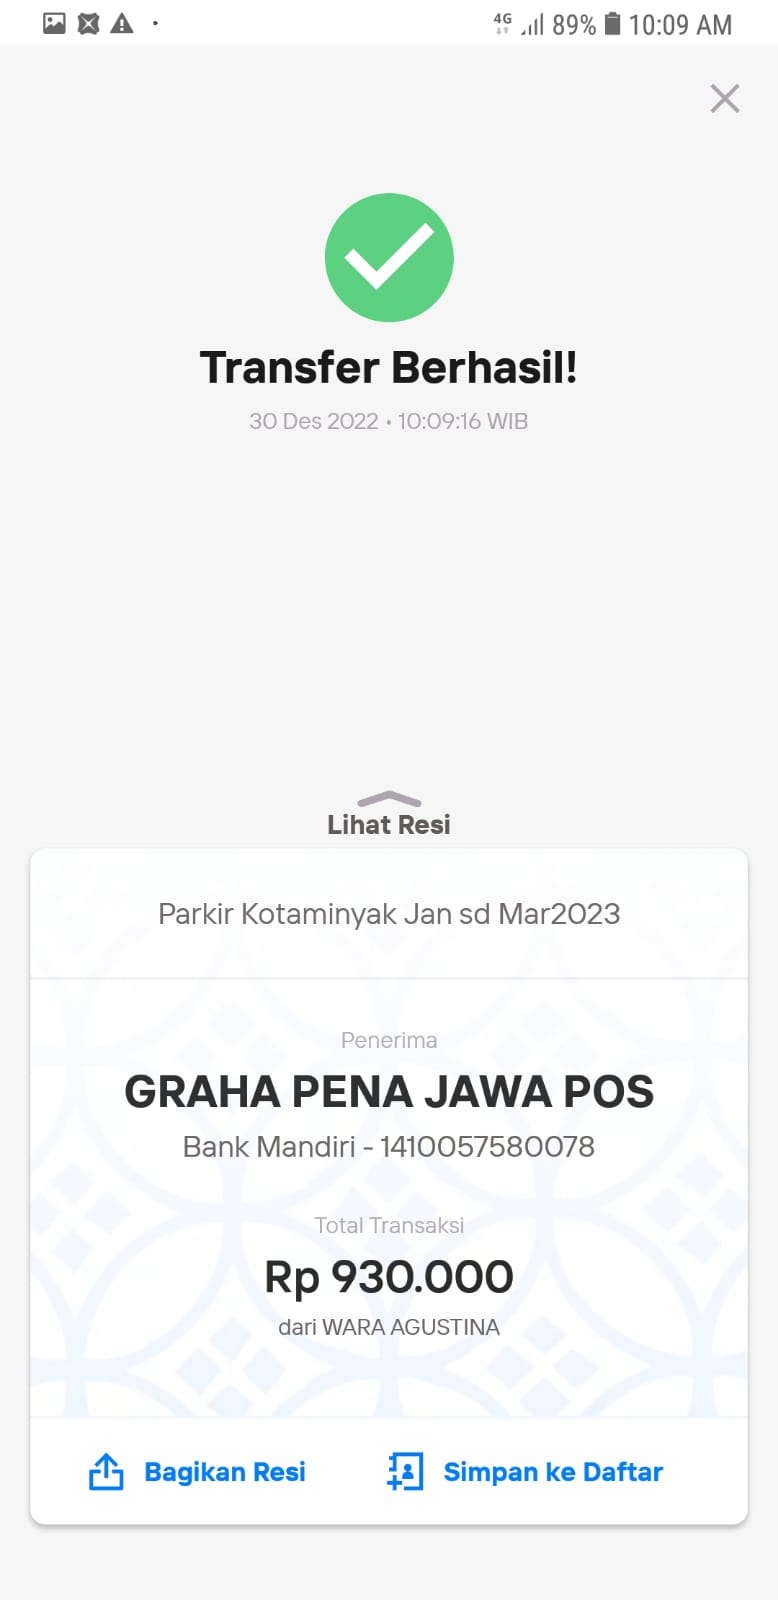 4G 89% 10:09 AM
Transfer Berhasil!
30 Des 2022 • 10:09:16 WIB
Lihat Resi
Parkir Kotaminyak Jan sd Mar2023
Penerima
GRAHA PENA JAWA POS
Bank Mandiri - 1410057580078
Total Transaksi
Rp 930.000
dari WARA AGUSTINA
Bagikan Resi
Simpan ke Daftar